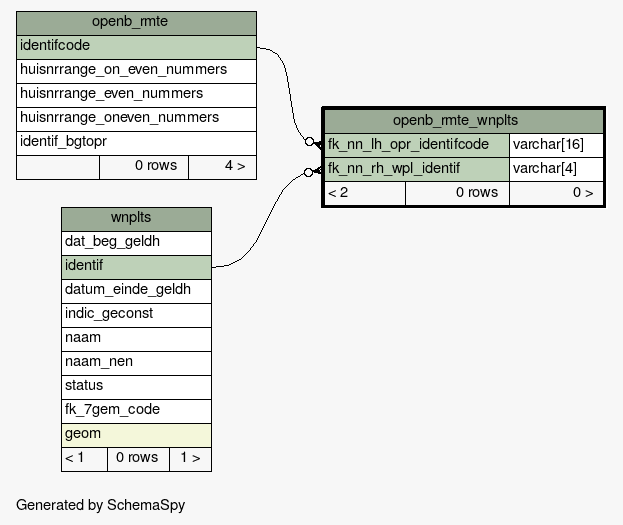 openb_rmte
identifcode
huisnrrange_on_even_nummers
huisnrrange_even_nummers
huisnrrange_oneven_nummers
identif_bgtopr
0 rows 4 >
openb_rmte_wnplts
fk_nn_lh_opr_identifcode varchar[16]
fk_nn_rh_wpl_identif varchar[4]
< 2 0 rows 0 >
wnplts
dat_beg_geldh
identif
datum_einde_geldh
indic_geconst
naam
naam_nen
status
fk_7gem_code
geom
< 1 0 rows 1 >
Generated by SchemaSpy